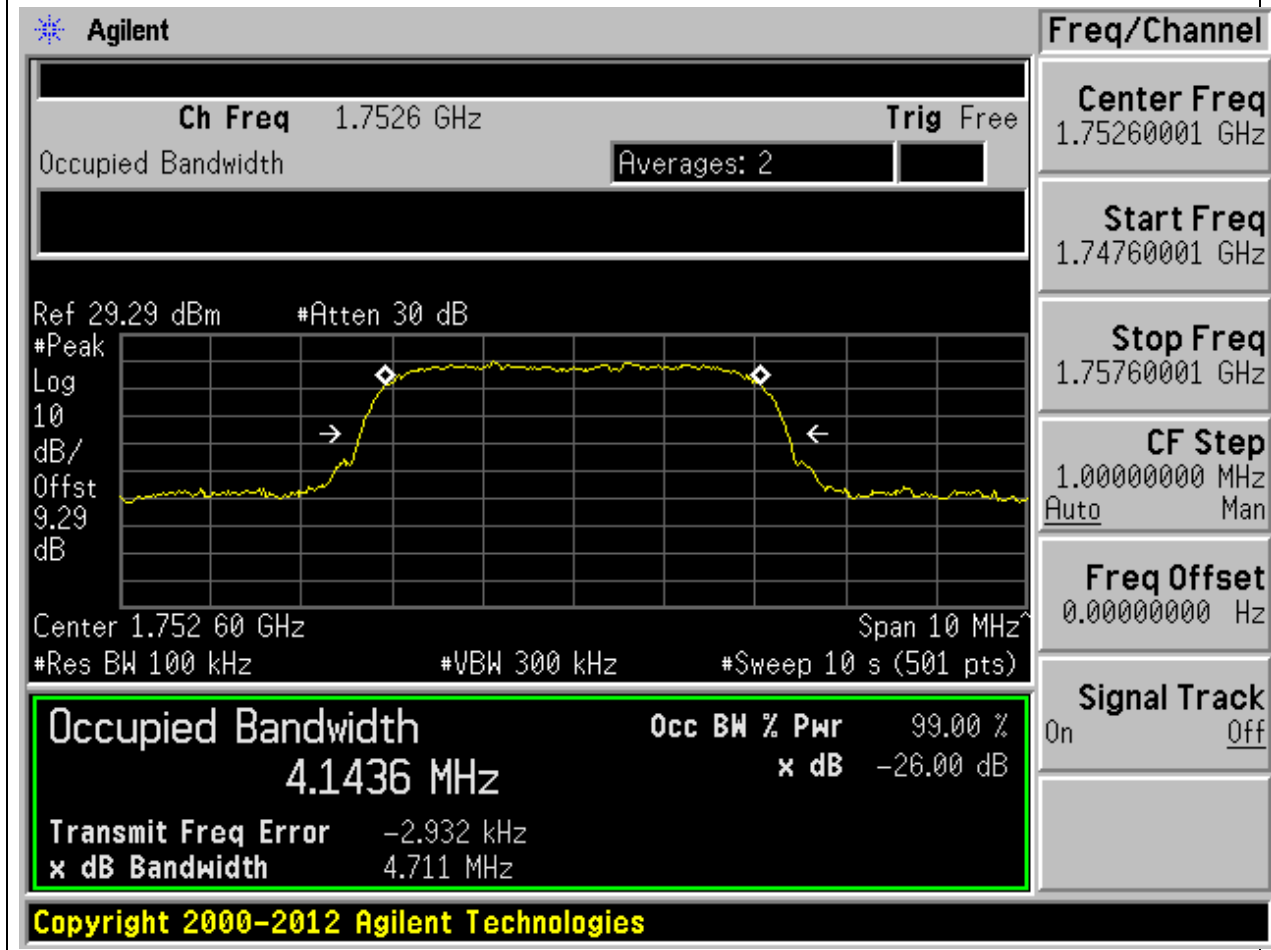 Agilent
Freq/Channel
Ch Freq 1.7526 GHz Trig Free
Occupied Bandwidth Averages: 2
Ref 29.29 dBm #Atten 30 dB
#Peak
Log
10
dB/
Offst
9.29
dB
Center 1.752 60 GHz Span 10 MHz^
#Res BW 100 kHz #VBW 300 kHz #Sweep 10 s (501 pts)
Occupied Bandwidth Occ BW % Pwr 99.00 %
4.1436 MHz x dB -26.00 dB
Transmit Freq Error -2.932 kHz
x dB Bandwidth 4.711 MHz
Copyright 2000-2012 Agilent Technologies
Center Freq
1.75260001 GHz
Start Freq
1.74760001 GHz
Stop Freq
1.75760001 GHz
CF Step
1.00000000 MHz
Auto Man
Freq Offset
0.00000000 Hz
Signal Track
On Off